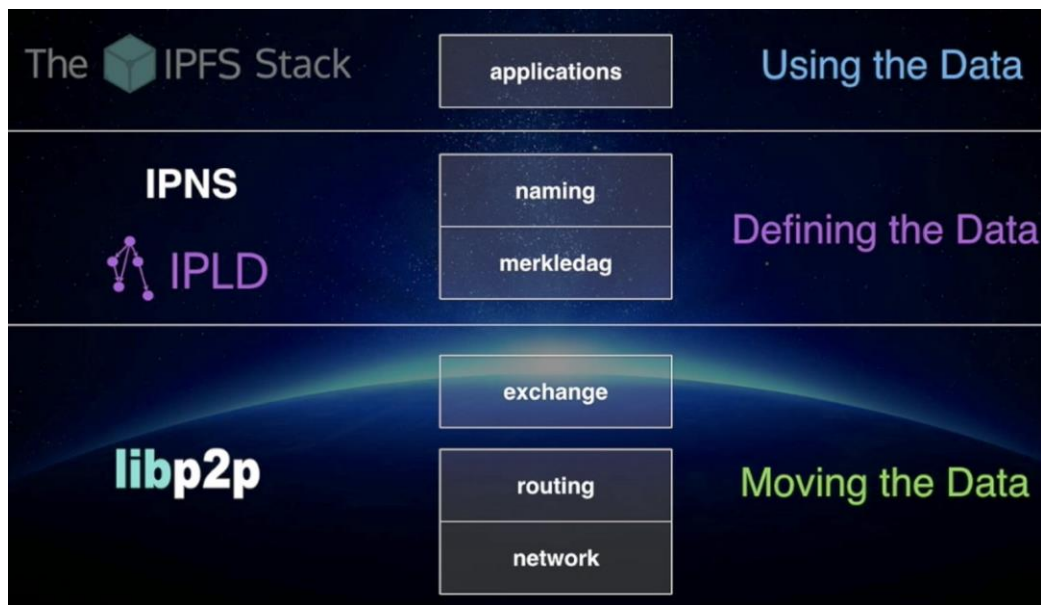 The IPFS Stack
applications
Using the Data
IPNS
naming
Defining the Data
IPLD
merkledag
exchange
libp2p
routing
Moving the Data
network